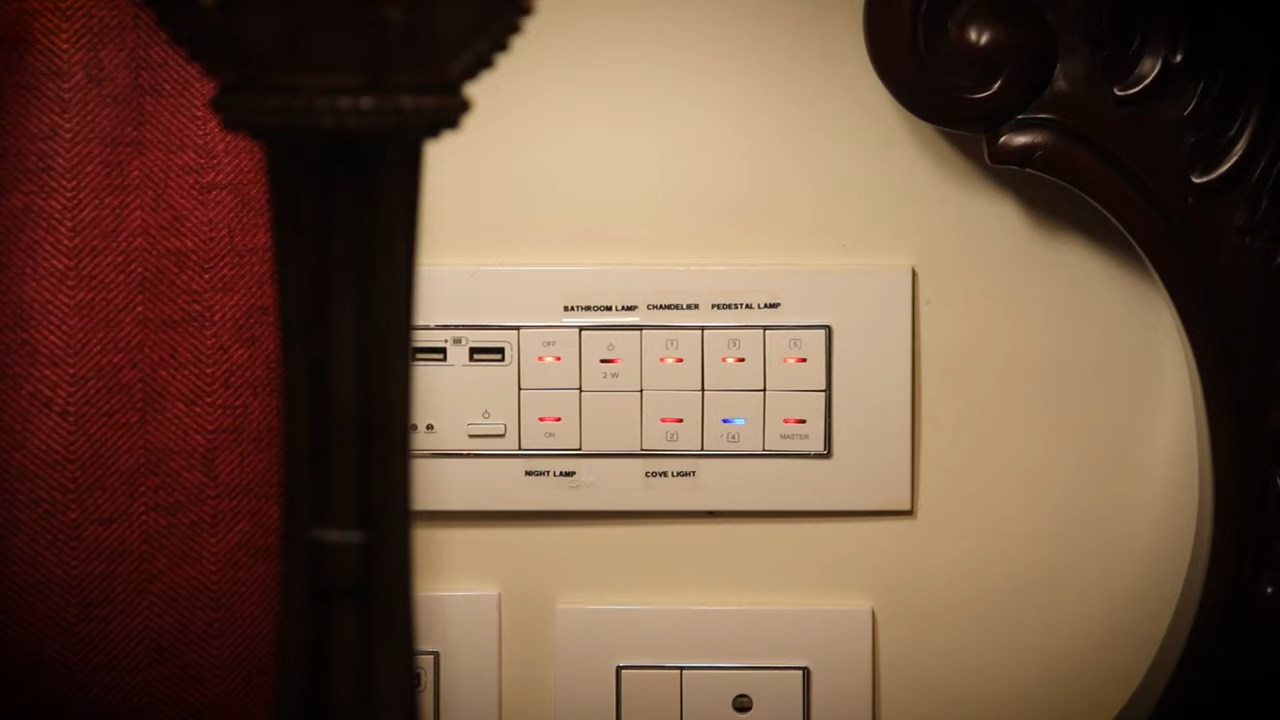 BATHROOM LAMP CHANDELIER PEDESTAL LAMP
OFF 1 3 5
2 W
ON 2 4 MASTER
NIGHT LAMP COVE LIGHT